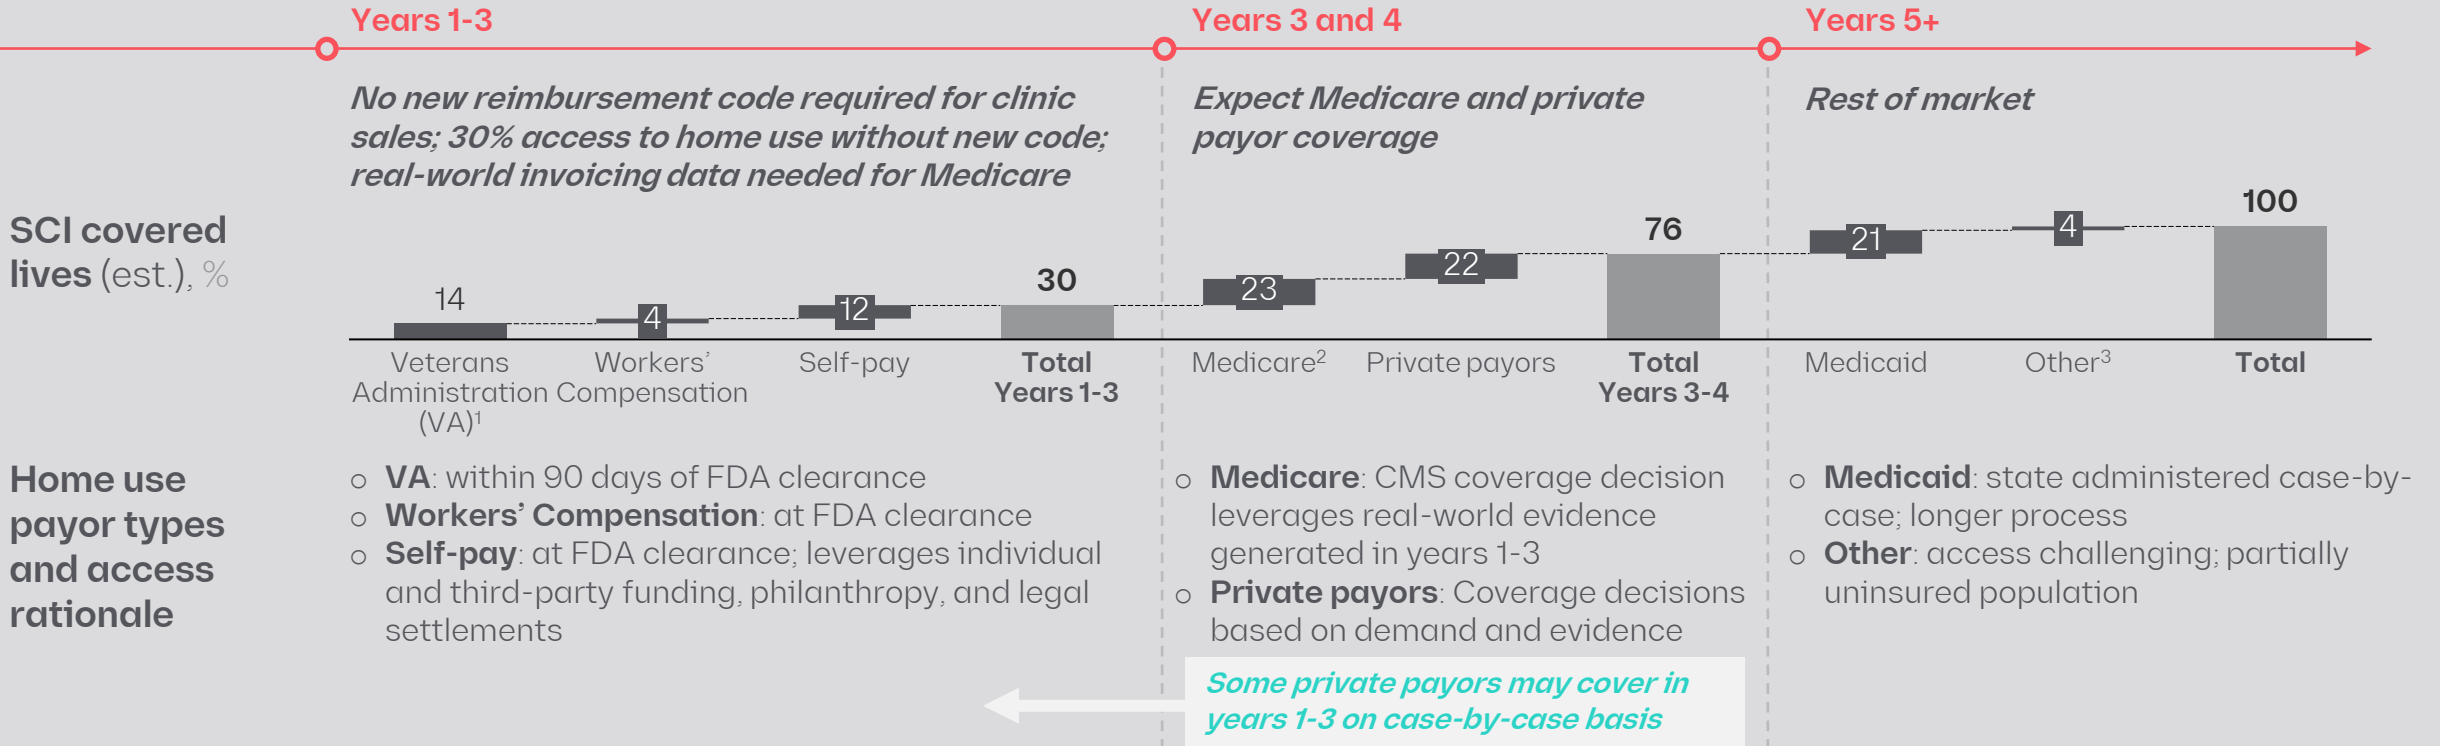 Years 1-3
Years 3 and 4
Years 5+
No new reimbursement code required for clinic
sales; 30% access to home use without new code;
real-world invoicing data needed for Medicare
Expect Medicare and private
payor coverage
Rest of market
SCI covered
lives (est.), %
14
4
12
30
23
22
76
21
4
100
Veterans
Administration
(VA)1
Workers’
Compensation
Self-pay
Total
Years 1-3
Medicare2
Private payors
Total
Years 3-4
Medicaid
Other3
Total
Home use
payor types
and access
rationale
VA: within 90 days of FDA clearance
Workers’ Compensation: at FDA clearance
Self-pay: at FDA clearance; leverages individual
and third-party funding, philanthropy, and legal
settlements
Medicare: CMS coverage decision
leverages real-world evidence
generated in years 1-3
Private payors: Coverage decisions
based on demand and evidence
Some private payors may cover in
years 1-3 on case-by-case basis
Medicaid: state administered case-by-
case; longer process
Other: access challenging; partially
uninsured population